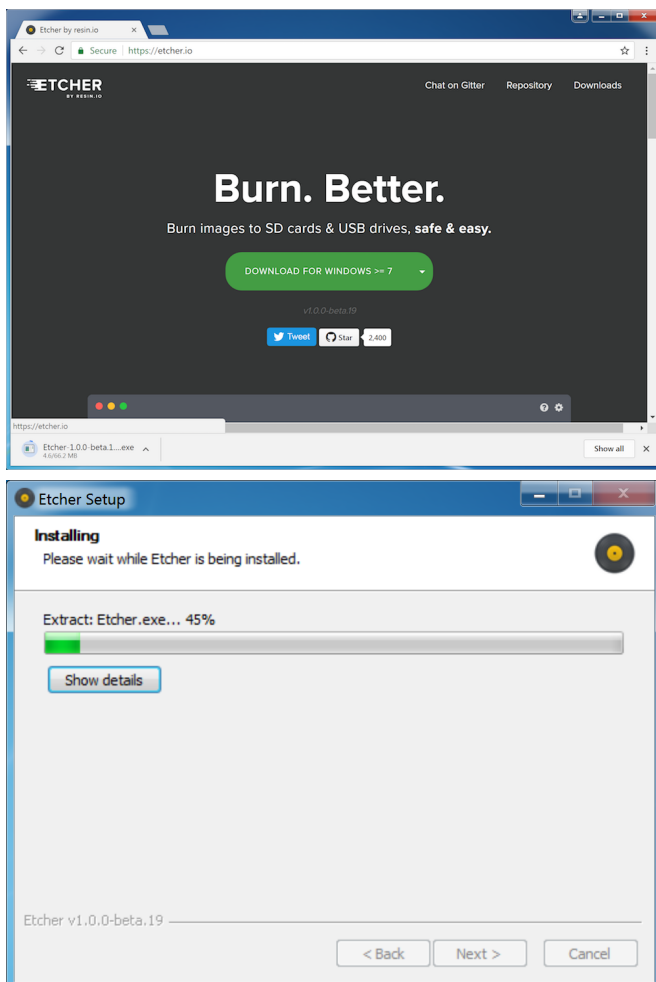 Etcher by resin.io
Secure https://etcher.io
ETCHER
BY RESIN.IO
Chat on Gitter Repository Downloads
Burn. Better.
Burn images to SD cards & USB drives, safe & easy.
DOWNLOAD FOR WINDOWS >= 7
v1.0.0-beta.19
Tweet Star 2,400
https://etcher.io
Etcher-1.0.0-beta.1....exe
4.6/66.2 MB
Show all
Etcher Setup
Installing
Please wait while Etcher is being installed.
Extract: Etcher.exe... 45%
Show details
Etcher v1.0.0-beta.19
< Back Next > Cancel